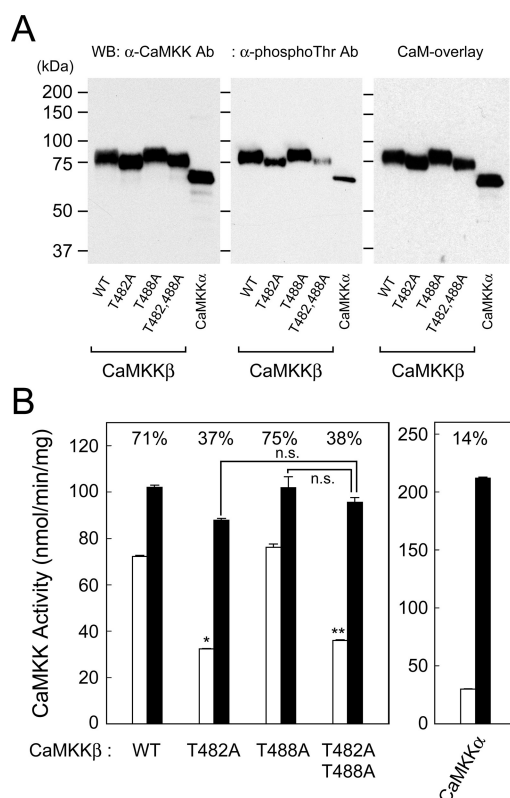 A
WB: α-CaMKK Ab
: α-phosphoThr Ab
CaM-overlay
(kDa)
200
150
100
75
50
37
WT
T482A
T488A
T482,488A
CaMKKα
WT
T482A
T488A
T482,488A
CaMKKα
WT
T482A
T488A
T482,488A
CaMKKα
CaMKKβ
CaMKKβ
CaMKKβ
B
CaMKK Activity (nmol/min/mg)
120
100
80
60
40
20
0
71%
37%
75%
38%
n.s.
n.s.
*
**
250
200
150
100
50
0
14%
CaMKKβ :
WT
T482A
T488A
T482A
T488A
CaMKKα